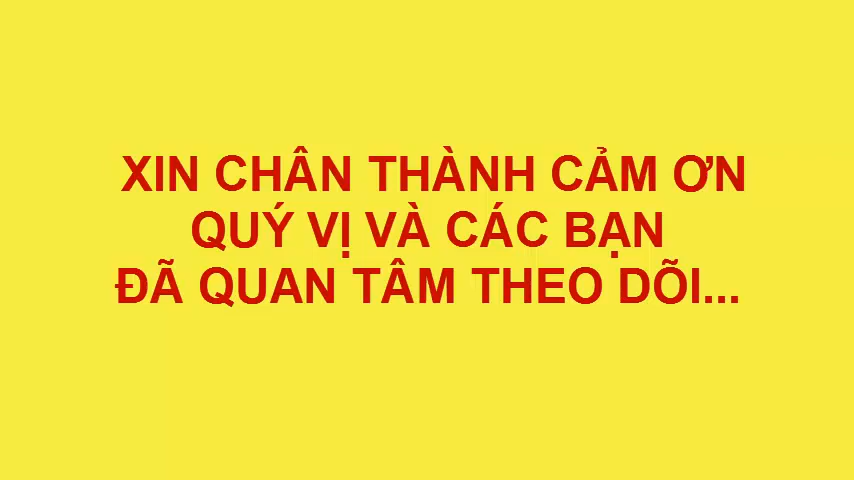 XIN CHÂN THÀNH CẢM ƠN
QUÝ VỊ VÀ CÁC BẠN
ĐÃ QUAN TÂM THEO DÕI...